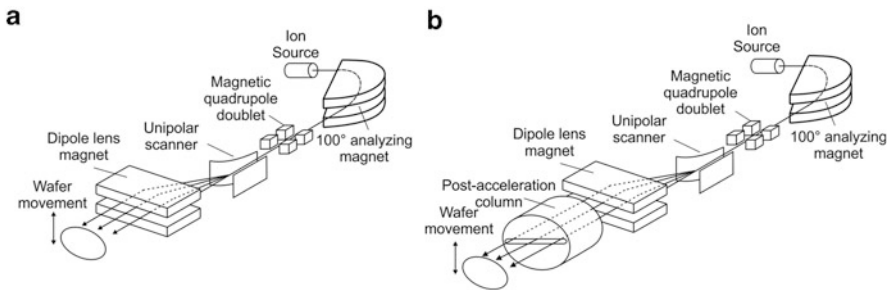 a
Ion
Source
Magnetic
quadrupole
doublet
Unipolar
scanner
100° analyzing
magnet
Dipole lens
magnet
Wafer
movement
b
Ion
Source
Magnetic
quadrupole
doublet
Unipolar
scanner
100° analyzing
magnet
Dipole lens
magnet
Post-acceleration
column
Wafer
movement